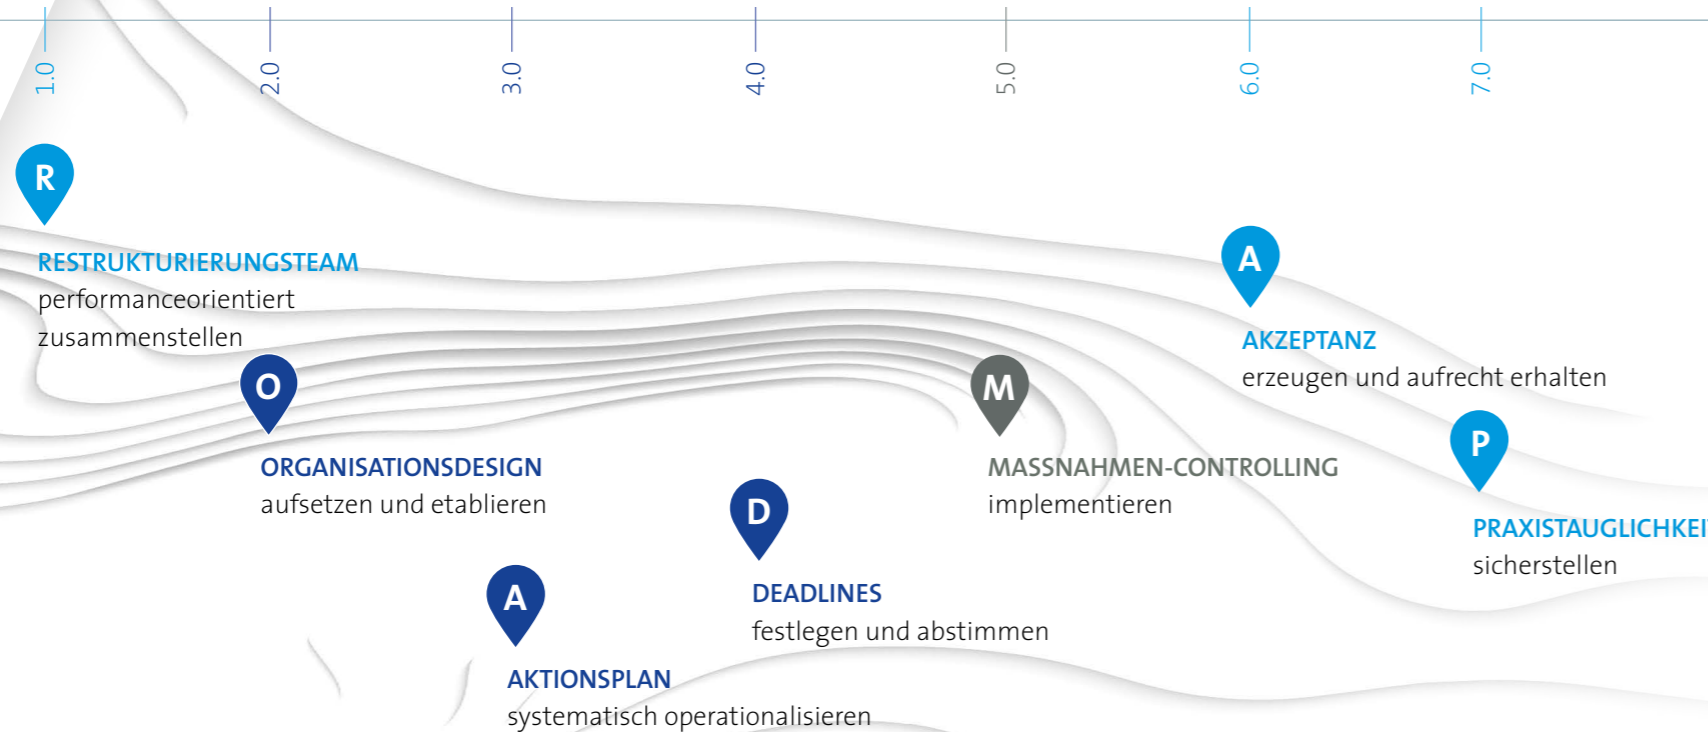 1.0
2.0
3.0
4.0
5.0
6.0
7.0
R
RESTRUKTURIERUNGSTEAM
performanceorientiert
zusammenstellen
O
ORGANISATIONSDESIGN
aufsetzen und etablieren
A
AKTIONSPLAN
systematisch operationalisieren
D
DEADLINES
festlegen und abstimmen
M
MASSNAHMEN-CONTROLLING
implementieren
A
AKZEPTANZ
erzeugen und aufrecht erhalten
P
PRAXISTAUGLICHKEI
sicherstellen